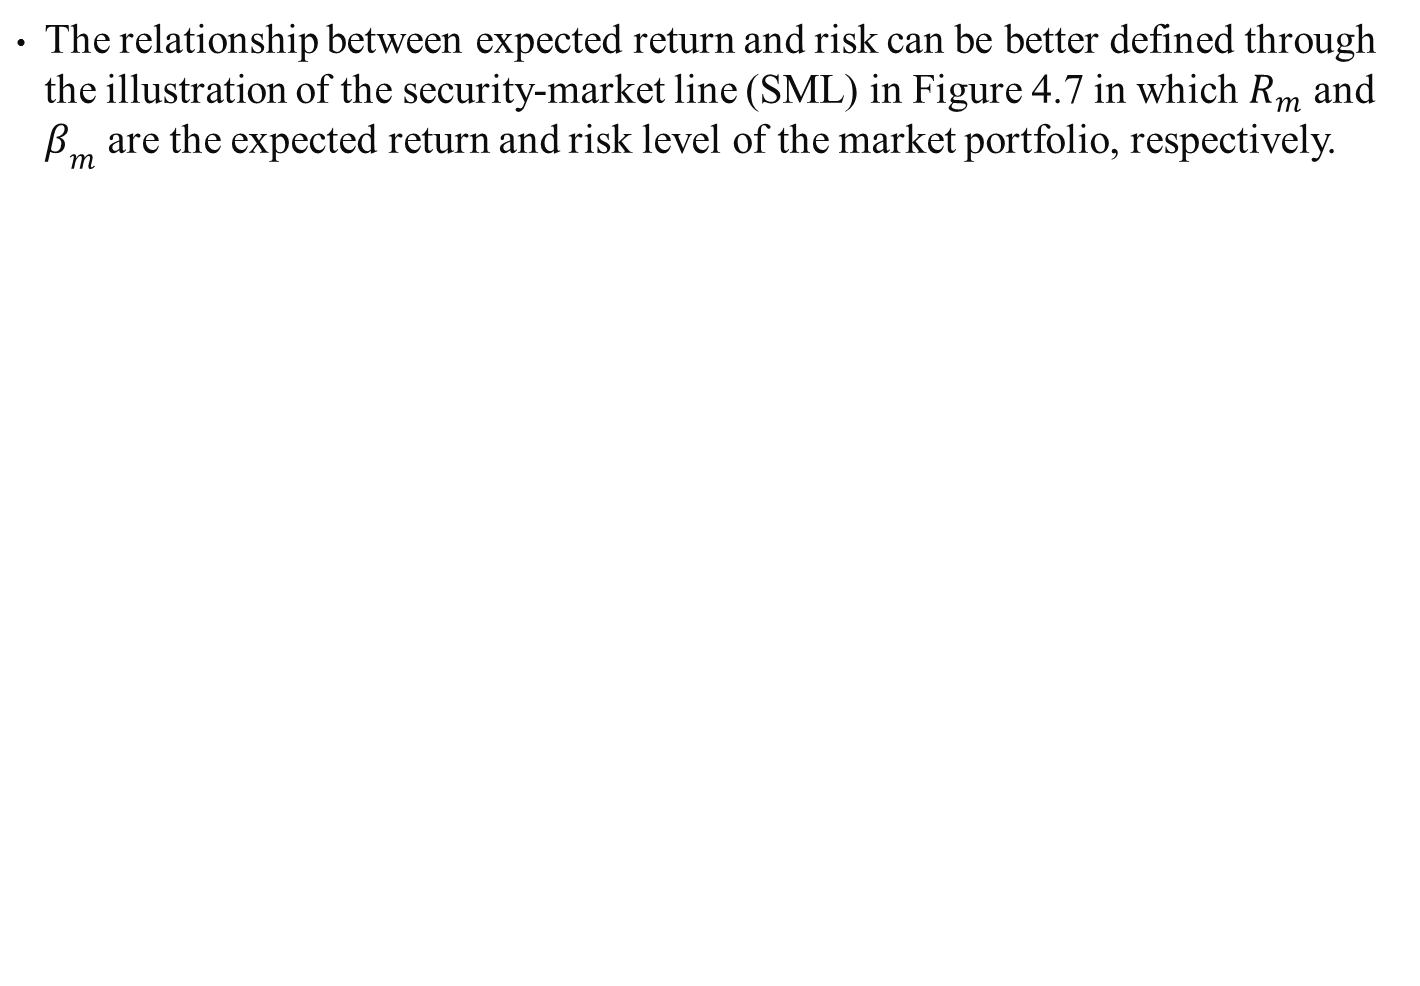 • The relationship between expected return and risk can be better defined through
the illustration of the security-market line (SML) in Figure 4.7 in which 𝑅𝑚 and
𝛽𝑚 are the expected return and risk level of the market portfolio, respectively.